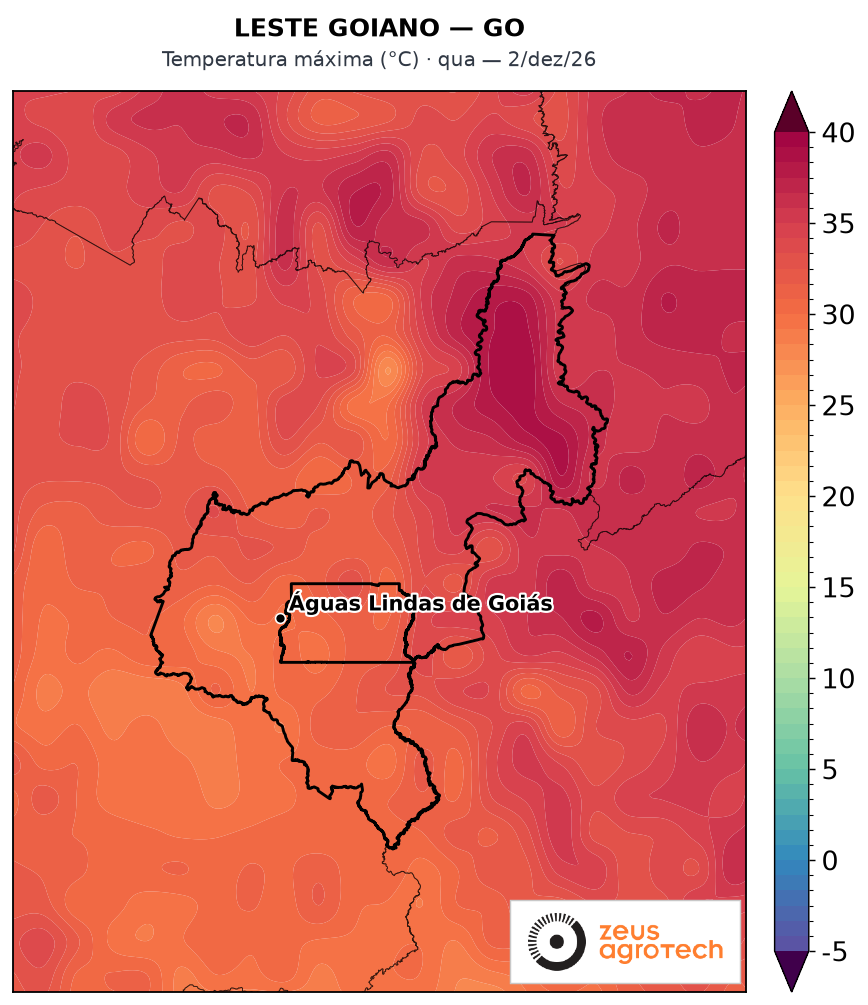 LESTE GOIANO — GO
Temperatura máxima (°C) · qua — 2/dez/26
40
35
30
25
20
15
10
5
0
-5
Águas Lindas de Goiás
zeus
agrotech